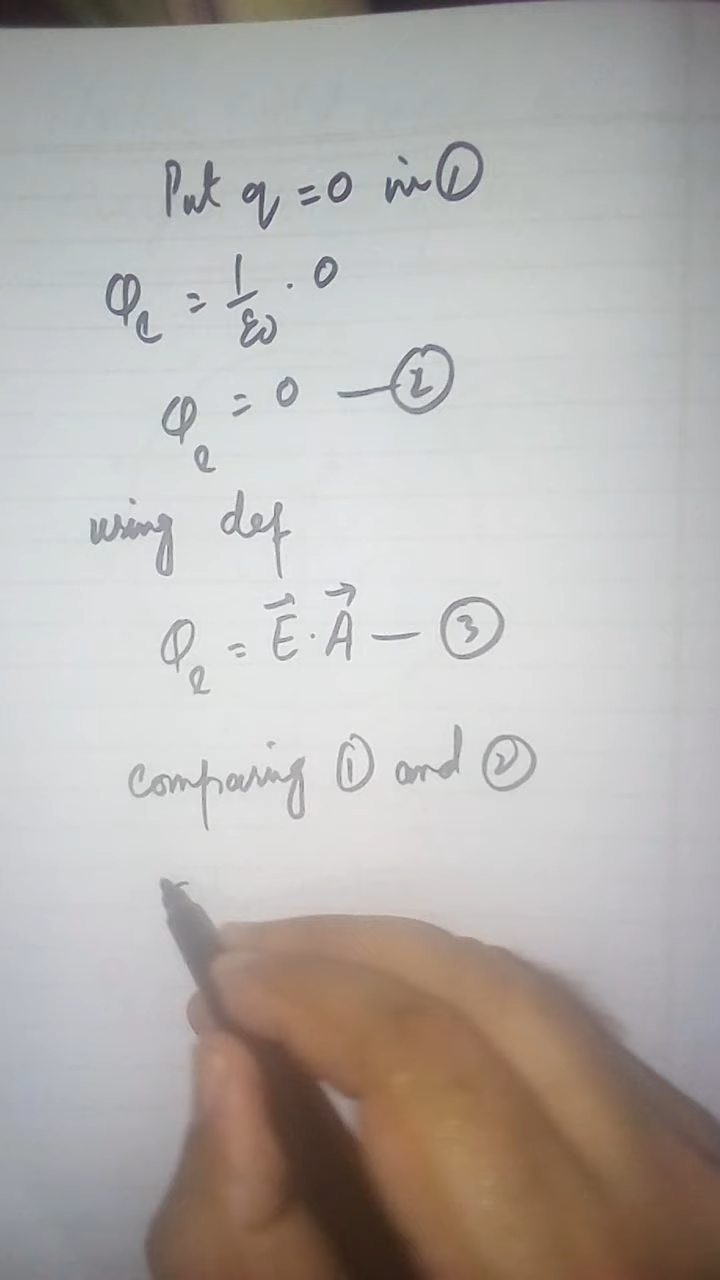 Put q = 0 in ①
φe = 1/ε0 . 0
φe = 0 — ②
using def
φe = E⃗ . A⃗ — ③
comparing ① and ②